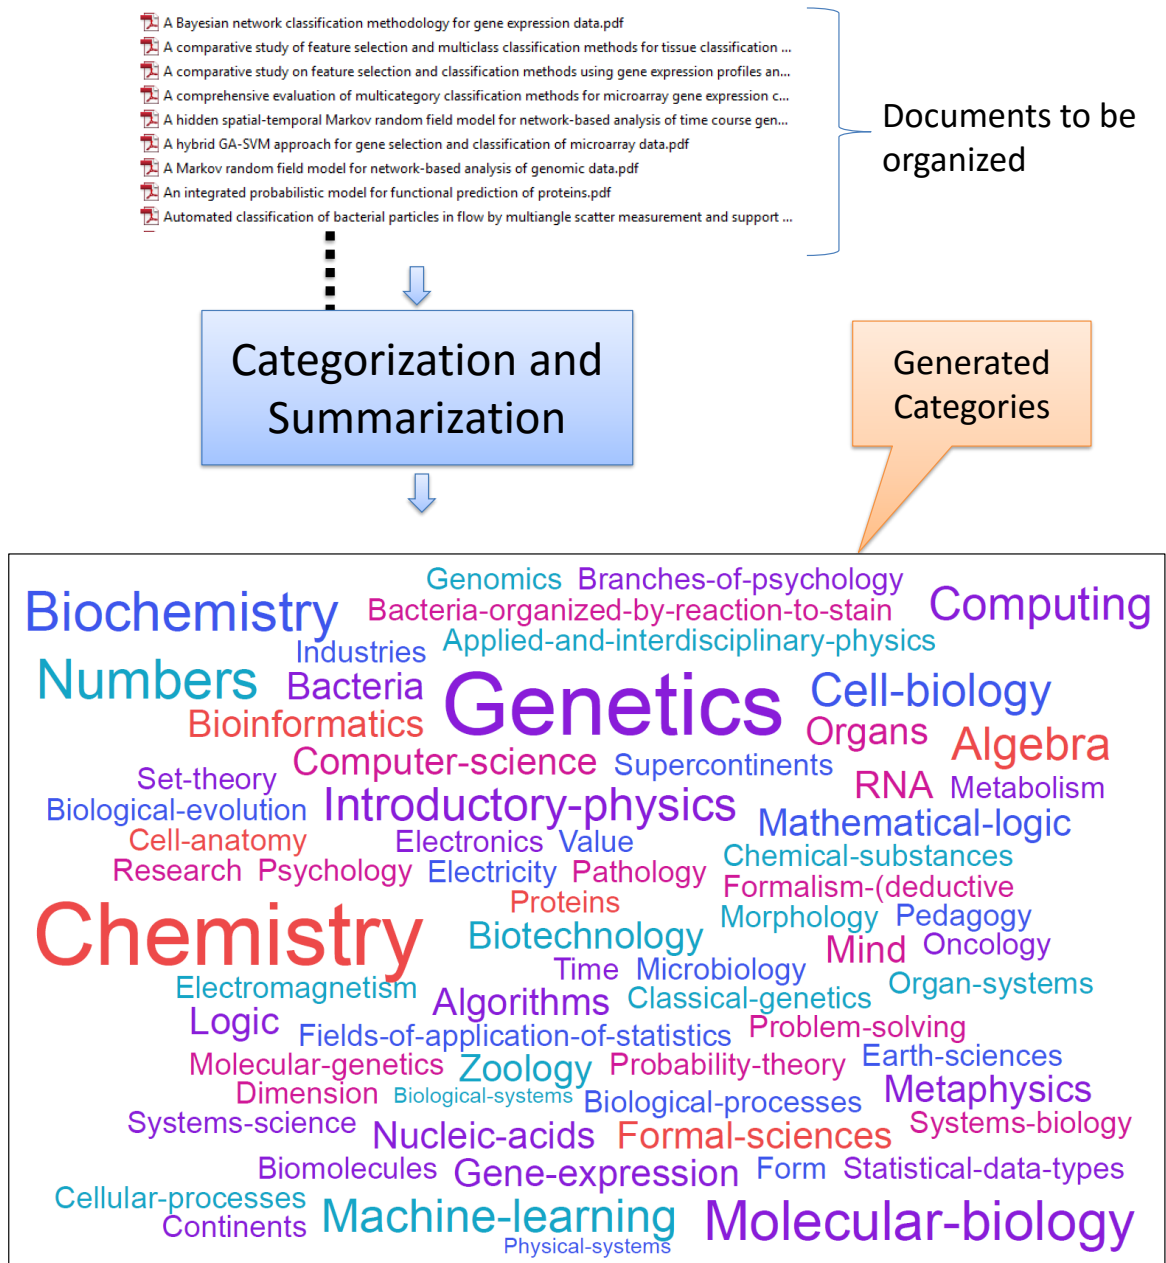 A Bayesian network classification methodology for gene expression data.pdf
A comparative study of feature selection and multiclass classification methods for tissue classification ...
A comparative study on feature selection and classification methods using gene expression profiles an...
A comprehensive evaluation of multicategory classification methods for microarray gene expression c...
A hidden spatial-temporal Markov random field model for network-based analysis of time course gen...
A hybrid GA-SVM approach for gene selection and classification of microarray data.pdf
A Markov random field model for network-based analysis of genomic data.pdf
An integrated probabilistic model for functional prediction of proteins.pdf
Automated classification of bacterial particles in flow by multiangle scatter measurement and support ...
Documents to be
organized
Categorization and
Summarization
Generated
Categories
Genomics Branches-of-psychology
Biochemistry Bacteria-organized-by-reaction-to-stain Computing
Industries Applied-and-interdisciplinary-physics
Numbers Bacteria Genetics Cell-biology
Bioinformatics Organs Algebra
Set-theory Computer-science Supercontinents RNA Metabolism
Biological-evolution Introductory-physics Mathematical-logic
Cell-anatomy Electronics Value Chemical-substances
Research Psychology Electricity Pathology Formalism-(deductive
Chemistry Proteins Morphology Pedagogy
Biotechnology Mind Oncology
Time Microbiology
Electromagnetism Algorithms Classical-genetics Organ-systems
Logic Fields-of-application-of-statistics Problem-solving
Molecular-genetics Zoology Probability-theory Earth-sciences
Dimension Biological-systems Biological-processes Metaphysics
Systems-science Nucleic-acids Formal-sciences Systems-biology
Biomolecules Gene-expression Form Statistical-data-types
Cellular-processes Machine-learning Molecular-biology
Continents
Physical-systems